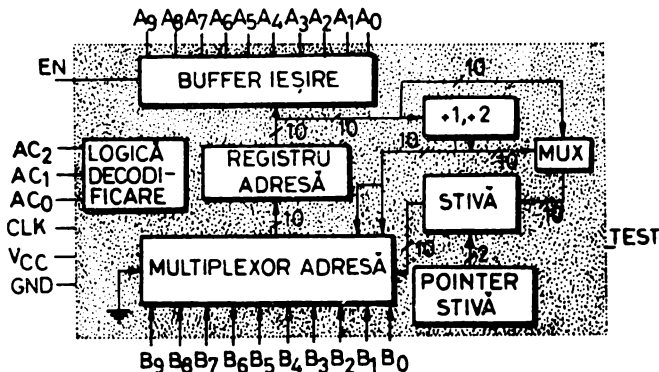 A9 A8 A7 A6 A5 A4 A3 A2 A1 A0
EN
BUFFER IEȘIRE
10
10
10
+1,+2
10
10
MUX
AC2
AC1
AC0
LOGICĂ
DECODI-
FICARE
REGISTRU
ADRESĂ
10
STIVĂ
10
10
CLK
VCC
GND
TEST
MULTIPLEXOR ADRESĂ
2
POINTER
STIVĂ
B9 B8 B7 B6 B5 B4 B3 B2 B1 B0